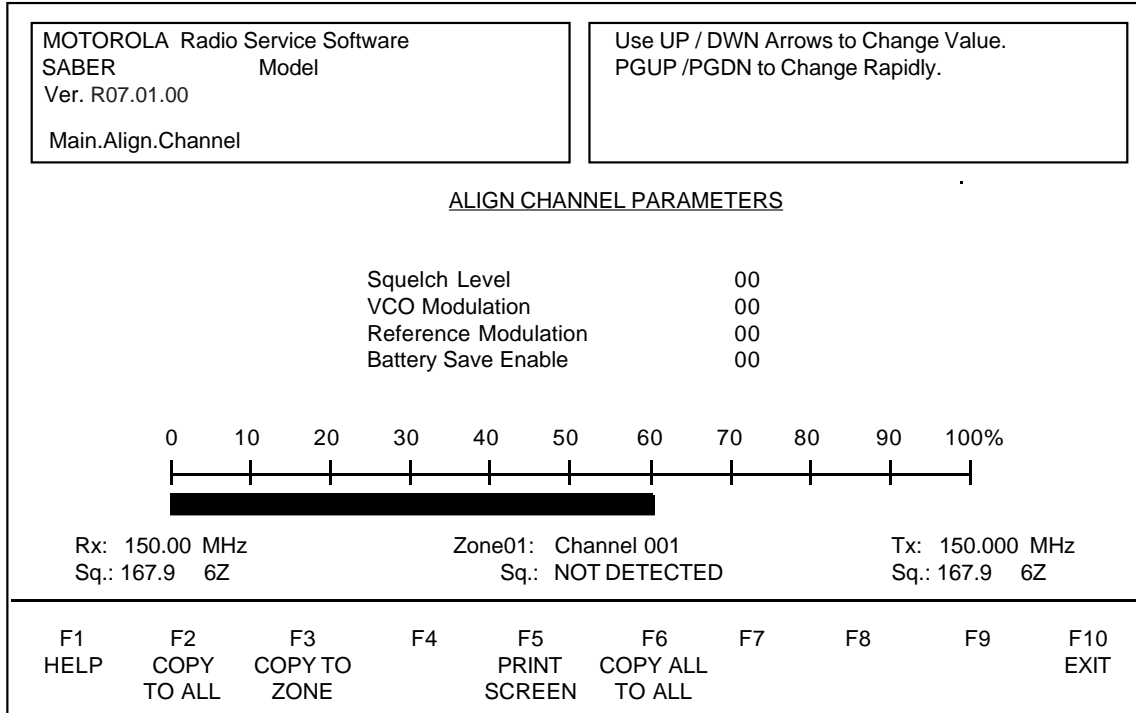 MOTOROLA Radio Service Software
SABER Model
Ver. R07.01.00
Main.Align.Channel
Use UP / DWN Arrows to Change Value.
PGUP /PGDN to Change Rapidly.
ALIGN CHANNEL PARAMETERS
Squelch Level 00
VCO Modulation 00
Reference Modulation 00
Battery Save Enable 00
0 10 20 30 40 50 60 70 80 90 100%
Rx: 150.00 MHz Zone01: Channel 001 Tx: 150.000 MHz
Sq.: 167.9 6Z Sq.: NOT DETECTED Sq.: 167.9 6Z
F1 F2 F3 F4 F5 F6 F7 F8 F9 F10
HELP COPY COPY TO PRINT COPY ALL EXIT
TO ALL ZONE SCREEN TO ALL